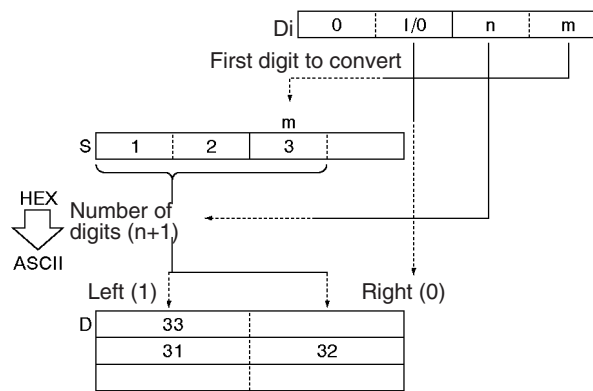 Di 0 1/0 n m
First digit to convert
m
S 1 2 3
HEX
Number of
digits (n+1)
ASCII
Left (1) Right (0)
D 33
31 32